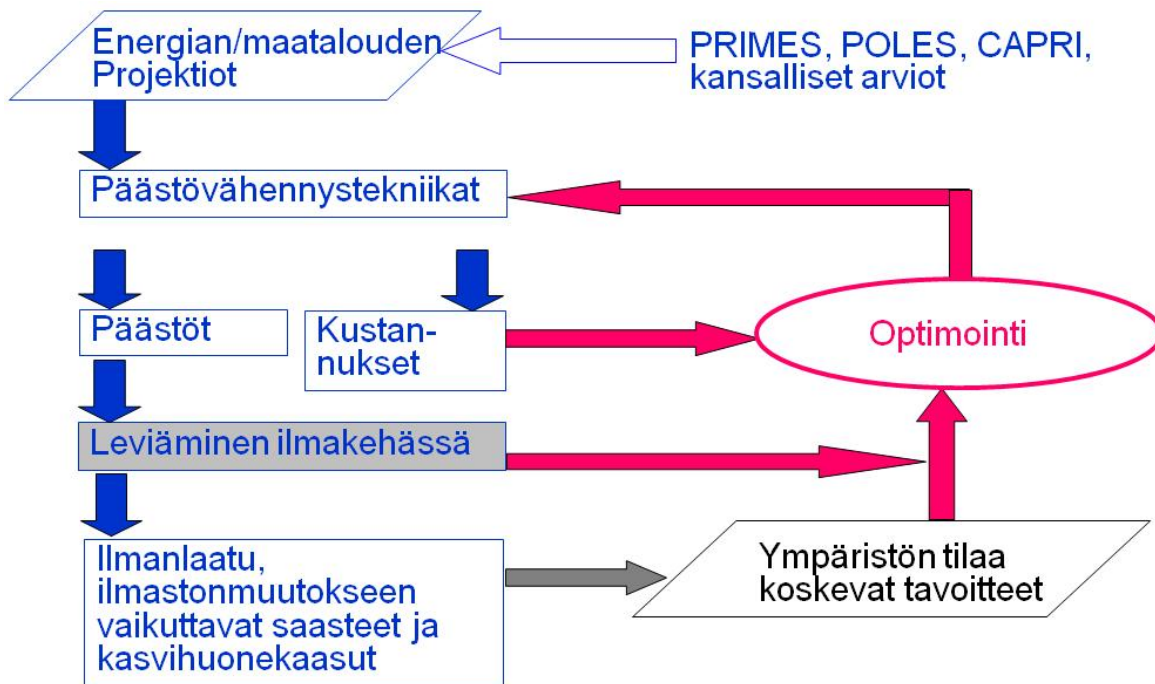 Energian/maatalouden
Projektiot
PRIMES, POLES, CAPRI,
kansalliset arviot
Päästövähennystekniikat
Päästöt
Kustan-
nukset
Optimointi
Leviäminen ilmakehässä
Ilmanlaatu,
ilmastonmuutokseen
vaikuttavat saasteet ja
kasvihuonekaasut
Ympäristön tilaa
koskevat tavoitteet